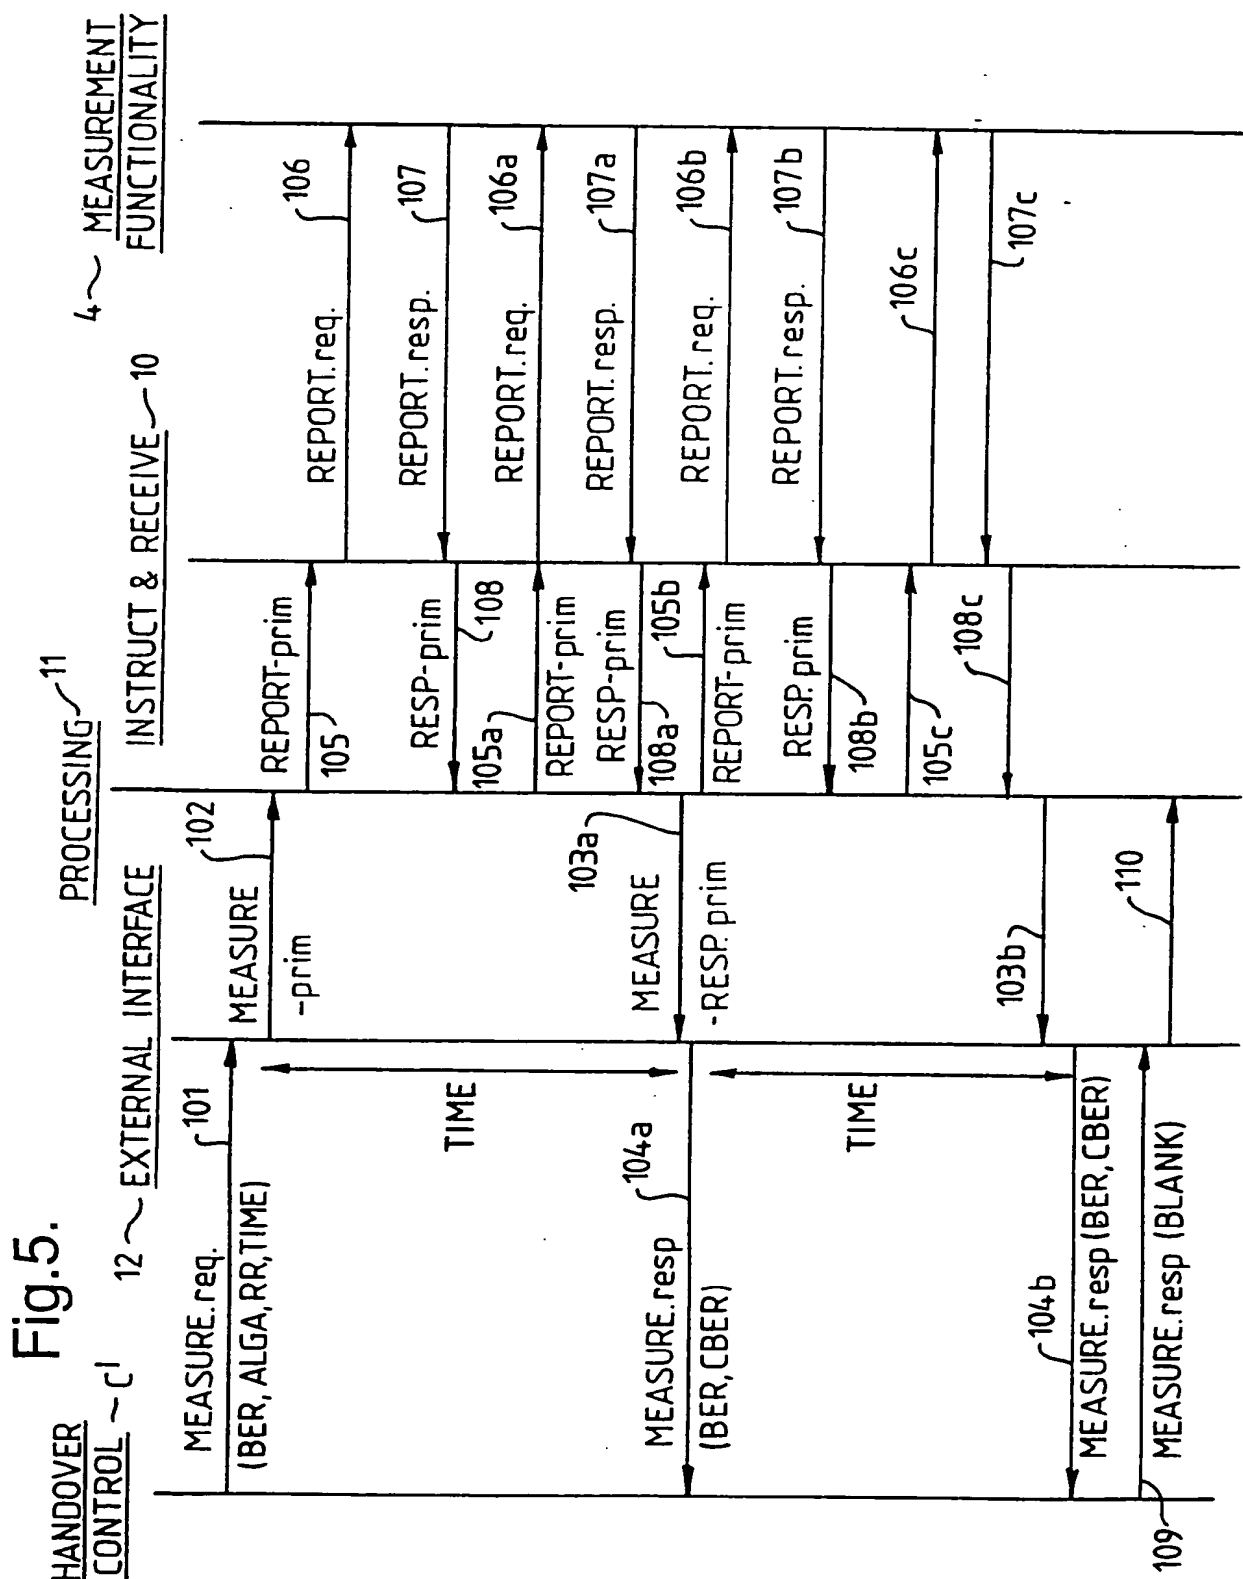 Fig.5.
HANDOVER
CONTROL ~ C'
12 ~ EXTERNAL INTERFACE
PROCESSING ~ 11
INSTRUCT & RECEIVE ~ 10
4 ~ MEASUREMENT
FUNCTIONALITY
MEASURE.req.
101
(BER, ALGA, RR, TIME)
MEASURE
102
-prim
REPORT-prim
105
REPORT.req.
106
REPORT.resp.
107
RESP-prim
108
105a
REPORT-prim
REPORT.req.
106a
REPORT.resp.
107a
RESP-prim
108a
TIME
MEASURE
103a
-RESP.prim
MEASURE.resp
104a
(BER,CBER)
105b
REPORT-prim
REPORT.req.
106b
REPORT.resp.
107b
RESP.prim
108b
105c
106c
107c
108c
TIME
103b
104b
MEASURE.resp (BER,CBER)
110
MEASURE.resp (BLANK)
109